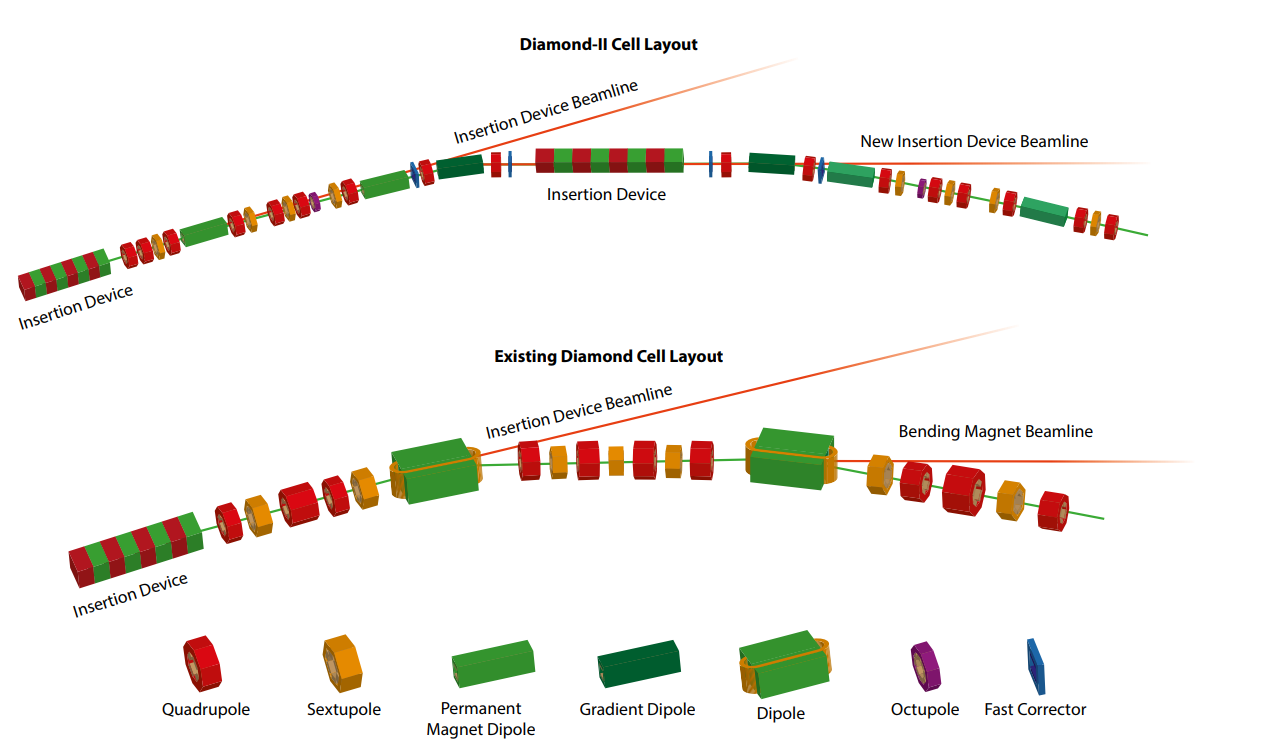 Diamond-II Cell Layout
Insertion Device Beamline
New Insertion Device Beamline
Insertion Device
Insertion Device
Existing Diamond Cell Layout
Insertion Device Beamline
Bending Magnet Beamline
Insertion Device
Quadrupole
Sextupole
Permanent
Magnet Dipole
Gradient Dipole
Dipole
Octupole
Fast Corrector